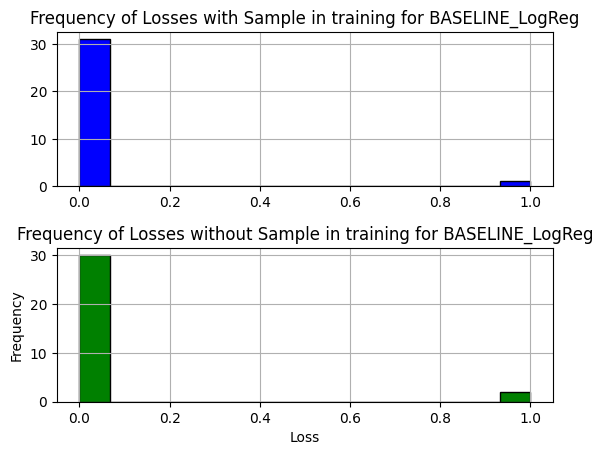 Frequency of Losses with Sample in training for BASELINE_LogReg
30
20
10
0
0.0 0.2 0.4 0.6 0.8 1.0
Frequency of Losses without Sample in training for BASELINE_LogReg
30
20
10
0
Frequency
0.0 0.2 0.4 0.6 0.8 1.0
Loss